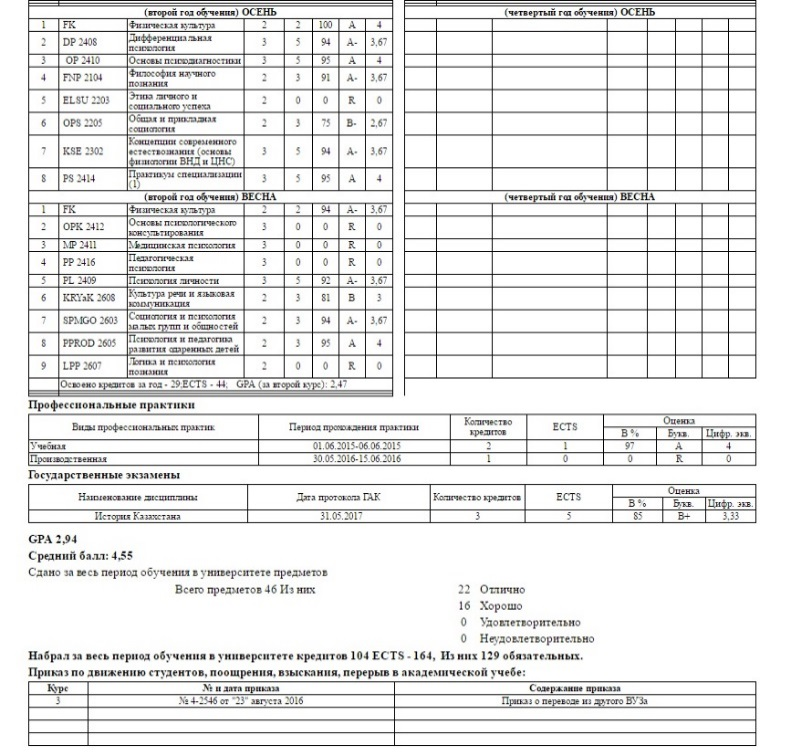 (второй год обучения) ОСЕНЬ
1 FK Физическая культура 2 2 100 A 4
2 DP 2408 Дифференциальная психология 3 5 94 A- 3,67
3 OP 2410 Основы психодиагностики 3 5 95 A 4
4 FNP 2104 Философия научного познания 2 3 91 A- 3,67
5 ELSU 2203 Этика личного и социального успеха 2 0 0 R 0
6 OPS 2205 Общая и прикладная социология 2 3 75 B- 2,67
7 KSE 2302 Концепции современного естествознания (основы физиологии ВНД и ЦНС) 3 5 94 A- 3,67
8 PS 2414 Практикум специализации (1) 3 5 95 A 4
(второй год обучения) ВЕСНА
1 FK Физическая культура 2 2 94 A- 3,67
2 OPK 2412 Основы психологического консультирования 3 0 0 R 0
3 MP 2411 Медицинская психология 3 0 0 R 0
4 PP 2416 Педагогическая психология 3 0 0 R 0
5 PL 2409 Психология личности 3 5 92 A- 3,67
6 KRYaK 2608 Культура речи и языковая коммуникация 2 3 81 B 3
7 SPMGO 2603 Социология и психология малых групп и общностей 2 3 94 A- 3,67
8 PPROD 2605 Психология и педагогика развития одаренных детей 2 3 95 A 4
9 LPP 2607 Логика и психология познания 2 0 0 R 0
Освоено кредитов за год - 29;ECTS - 44; GPA (за второй курс): 2,47
(четвертый год обучения) ОСЕНЬ
(четвертый год обучения) ВЕСНА
Профессиональные практики
Виды профессиональных практик Период прохождения практики Количество кредитов ECTS Оценка
В % Букв. Цифр. экв.
Учебная 01.06.2015-06.06.2015 2 1 97 A 4
Производственная 30.05.2016-15.06.2016 1 0 0 R 0
Государственные экзамены
Наименование дисциплины Дата протокола ГАК Количество кредитов ECTS Оценка
В % Букв. Цифр. экв.
История Казахстана 31.05.2017 3 5 85 B+ 3,33
GPA 2,94
Средний балл: 4,55
Сдано за весь период обучения в университете предметов
Всего предметов 46 Из них 22 Отлично
16 Хорошо
0 Удовлетворительно
0 Неудовлетворительно
Набрал за весь период обучения в университете кредитов 104 ECTS - 164, Из них 129 обязательных.
Приказ по движению студентов, поощрения, взыскания, перерыв в академической учебе:
Курс № и дата приказа Содержание приказа
3 № 4-2546 от "23" августа 2016 Приказ о переводе из другого ВУЗа